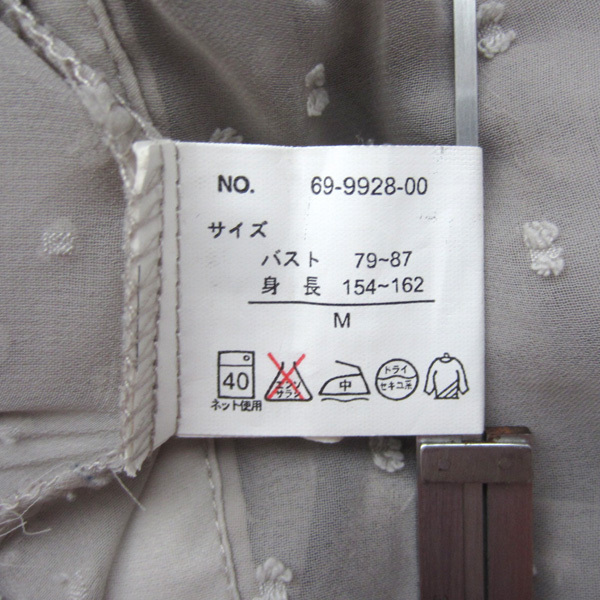 NO. 69-9928-00
サイズ
バスト 79~87
身長 154~162
M
40
エンソ
サラシ
中
ドライ
セキユ系
ネット使用